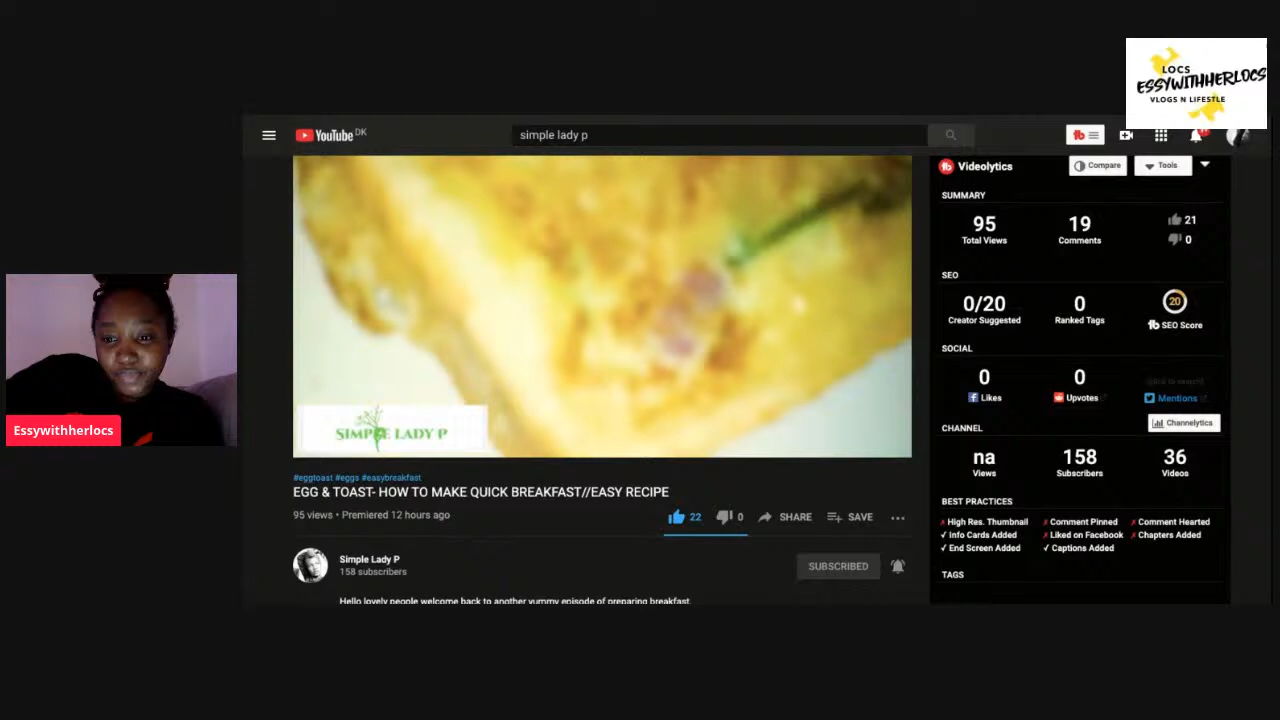 LOCS
ESSYWITHHERLOCS
VLOGS N LIFESTLE
YouTube DK
simple lady p
Videolytics
Compare
Tools
SUMMARY
95
19
21
0
Total Views
Comments
SEO
0/20
0
20
Creator Suggested
Ranked Tags
SEO Score
SOCIAL
0
0
Likes
Upvotes
Mentions
Channelytics
CHANNEL
na
158
36
Views
Subscribers
Videos
BEST PRACTICES
✗ High Res. Thumbnail
✗ Comment Pinned
✗ Comment Hearted
✓ Info Cards Added
✗ Liked on Facebook
✗ Chapters Added
✓ End Screen Added
✓ Captions Added
TAGS
Essywithherlocs
SIMPLE LADY P
#eggtoast #eggs #easybreakfast
EGG & TOAST- HOW TO MAKE QUICK BREAKFAST//EASY RECIPE
95 views • Premiered 12 hours ago
22
0
SHARE
SAVE
Simple Lady P
158 subscribers
SUBSCRIBED
Hello lovely people welcome back to another yummy episode of preparing breakfast.